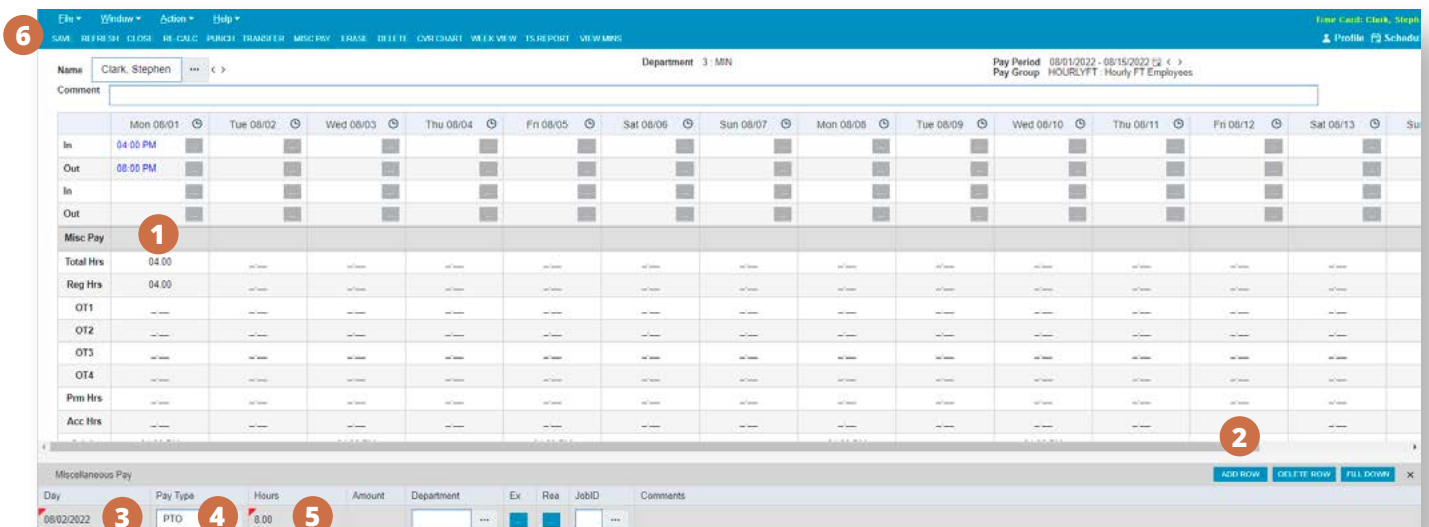 File Window Action Help
Time Card: Clark, Steph
6
SAVE REFRESH CLOSE RE-CALC PUNCH TRANSFER MISC PAY ERASE DELETE CVR CHART WEEK VIEW TS REPORT VIEW MINS
Profile Schedu
Name Clark, Stephen ... < >
Department 3 : MIN
Pay Period 08/01/2022 - 08/15/2022 < >
Pay Group HOURLYFT : Hourly FT Employees
Comment
Mon 08/01 Tue 08/02 Wed 08/03 Thu 08/04 Fri 08/05 Sat 08/06 Sun 08/07 Mon 08/08 Tue 08/09 Wed 08/10 Thu 08/11 Fri 08/12 Sat 08/13 Su
In 04:00 PM
Out 08:00 PM
In
Out
Misc Pay 1
Total Hrs 04.00
Reg Hrs 04.00
OT1
OT2
OT3
OT4
Prm Hrs
Acc Hrs
2
Miscellaneous Pay ADD ROW DELETE ROW FILL DOWN ×
Day Pay Type Hours Amount Department Ex Rea JobID Comments
08/02/2022 3 PTO 4 8.00 5 ... ...